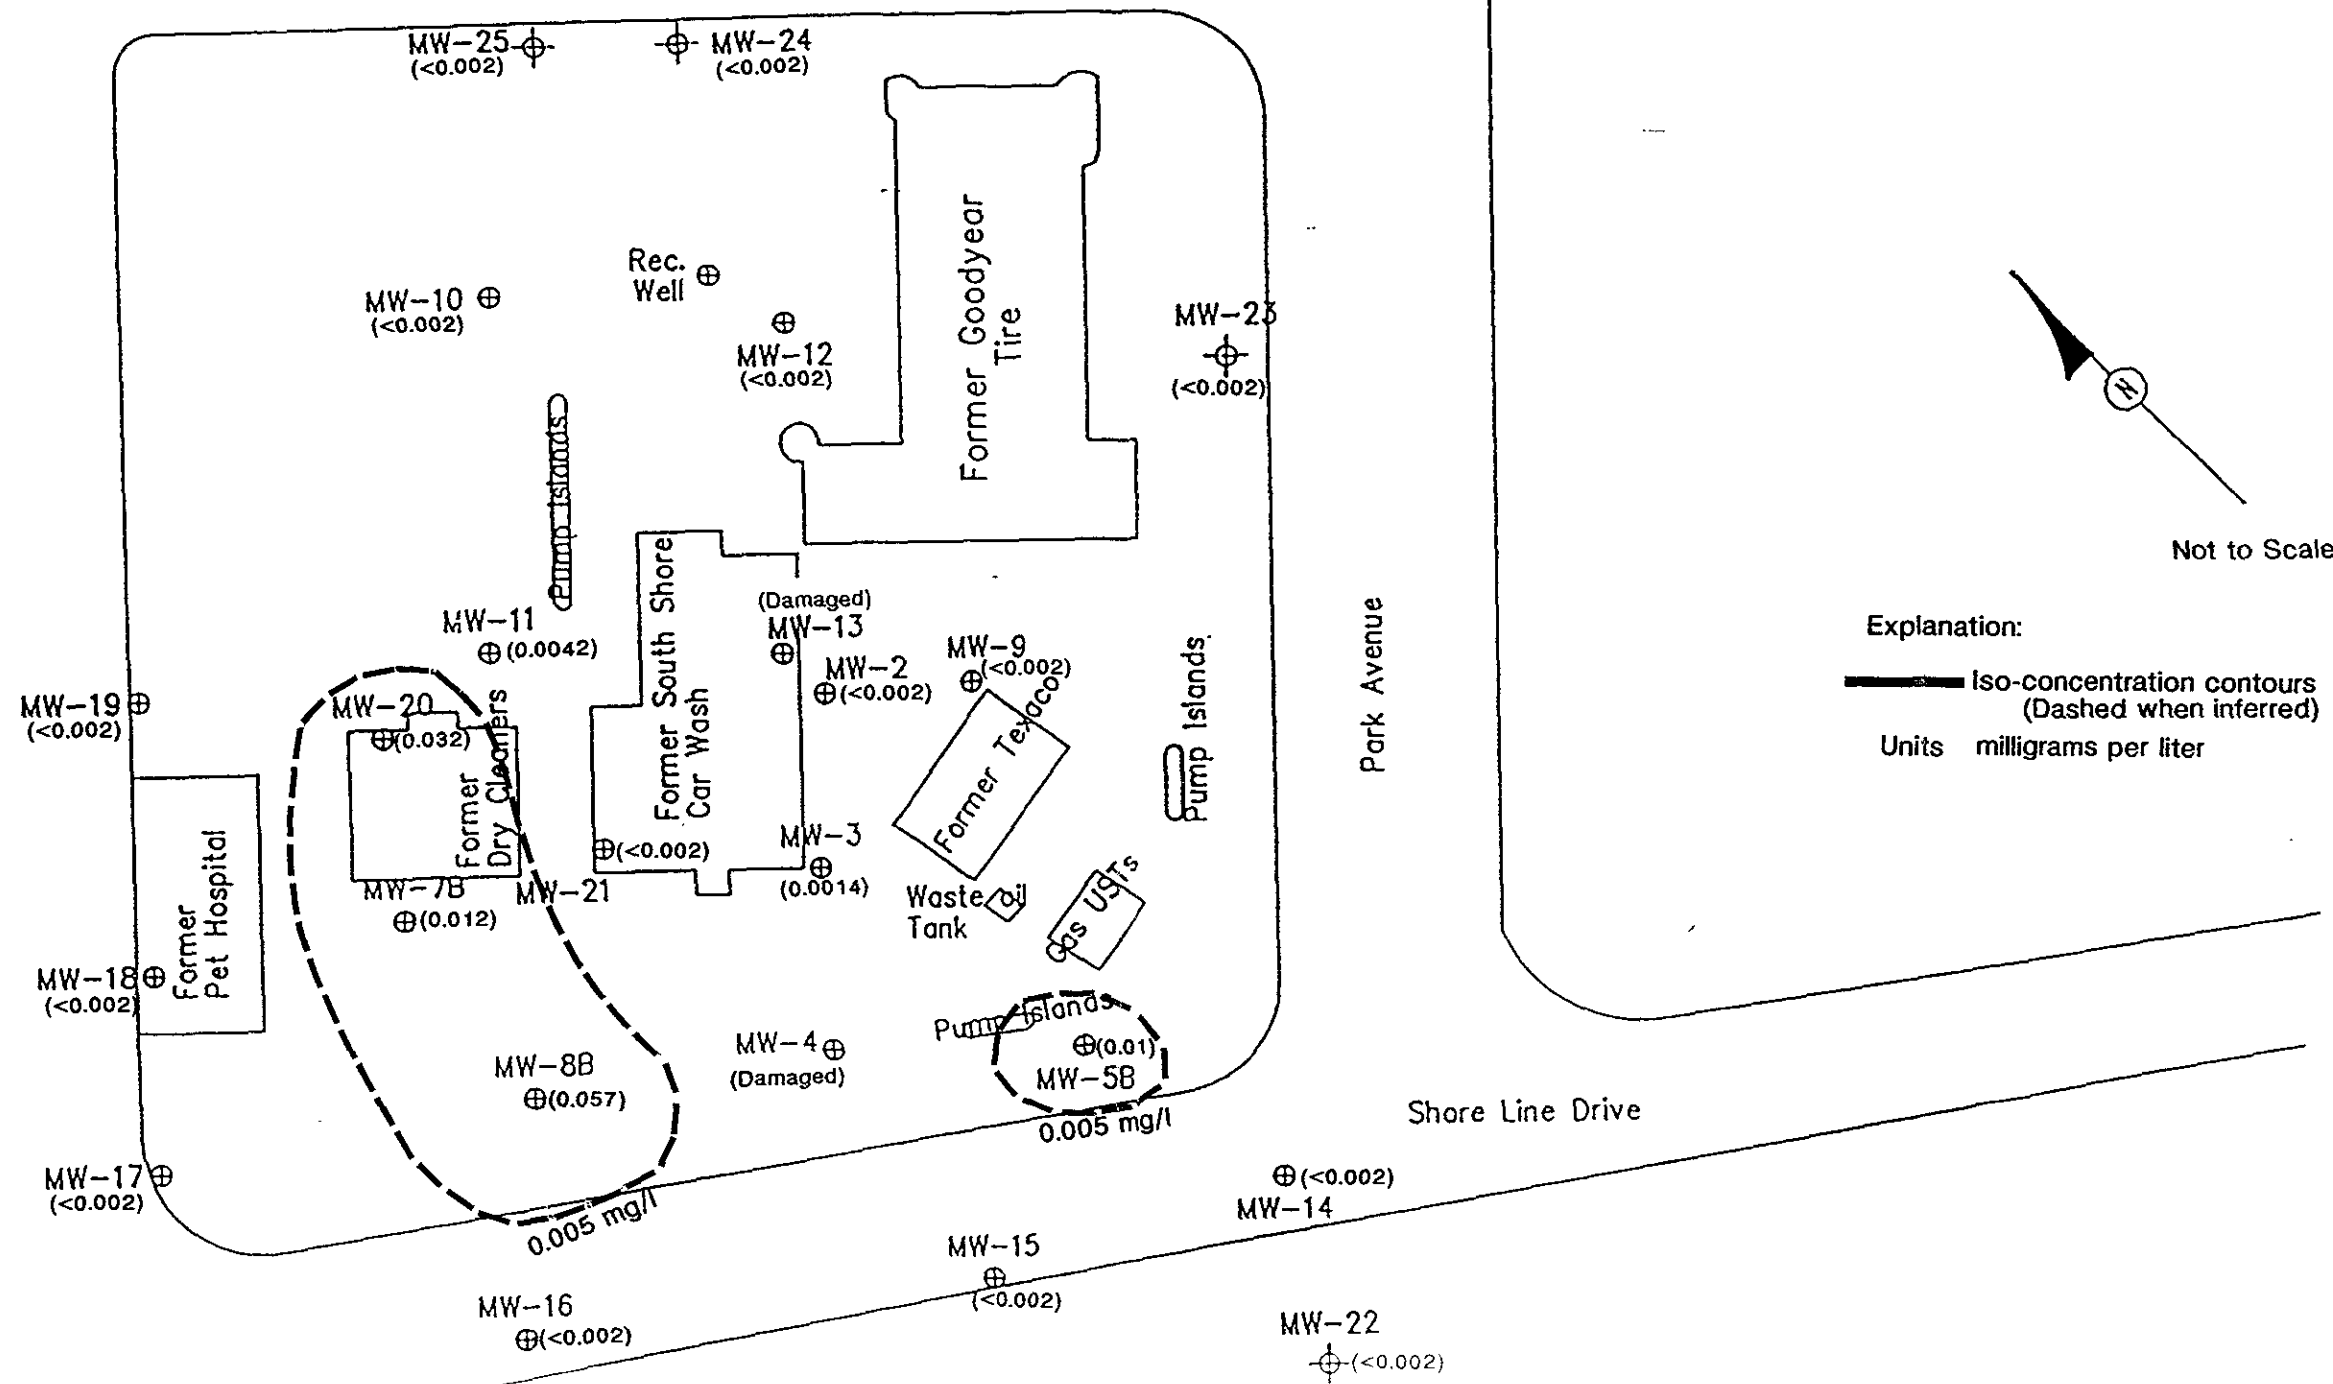 MW-25
(<0.002)
MW-24
(<0.002)
Rec.
Well
MW-10
(<0.002)
MW-12
(<0.002)
Former Goodyear
Tire
MW-23
(<0.002)
N
Not to Scale
Explanation:
Iso-concentration contours
(Dashed when inferred)
Units milligrams per liter
Pump Islands
MW-11
(0.0042)
Former South Shore
Car Wash
(Damaged)
MW-13
MW-2
(<0.002)
MW-9
(<0.002)
Former Texaco
Pump Islands
Park Avenue
MW-19
(<0.002)
MW-20
(0.032)
Former
Dry Cleaners
MW-7B
(0.012)
MW-21
(<0.002)
MW-3
(0.0014)
Waste oil
Tank
Gas USTs
Former
Pet Hospital
MW-18
(<0.002)
MW-8B
(0.057)
MW-4
(Damaged)
Pump Islands
(0.01)
MW-5B
0.005 mg/l
Shore Line Drive
MW-17
(<0.002)
0.005 mg/l
(<0.002)
MW-14
MW-15
(<0.002)
MW-16
(<0.002)
MW-22
(<0.002)